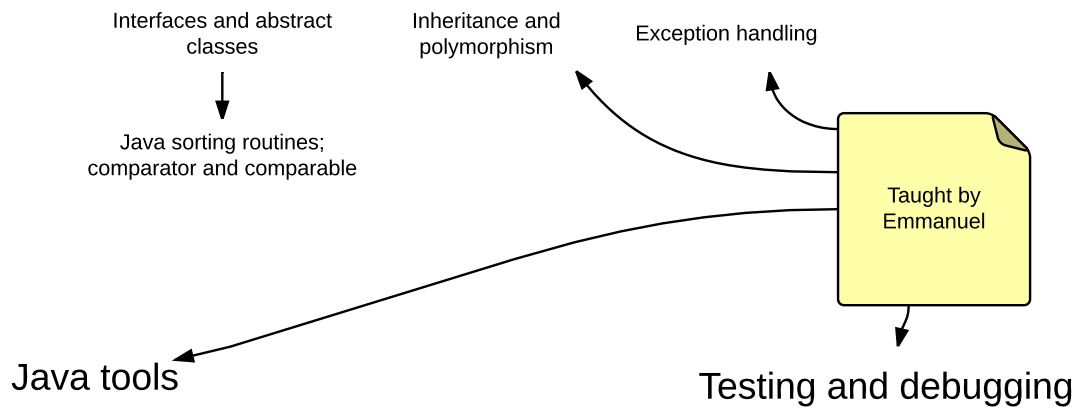 Interfaces and abstract
classes
Inheritance and
polymorphism
Exception handling
Java sorting routines;
comparator and comparable
Taught by
Emmanuel
Java tools
Testing and debugging